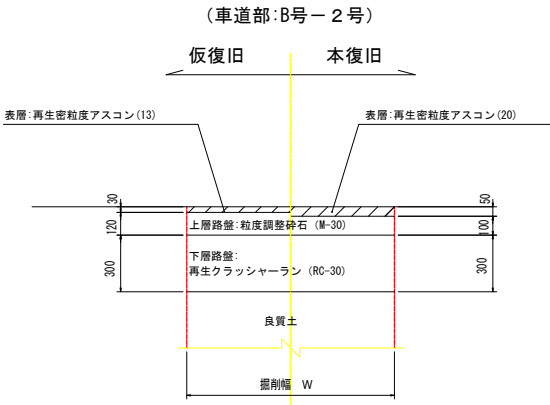 (車道部:B号－２号)
仮復旧
本復旧
表層:再生密粒度アスコン(13)
表層:再生密粒度アスコン(20)
30
50
上層路盤:粒度調整砕石 (M-30)
120
100
下層路盤:
再生クラッシャーラン (RC-30)
300
300
良質土
掘削幅 W